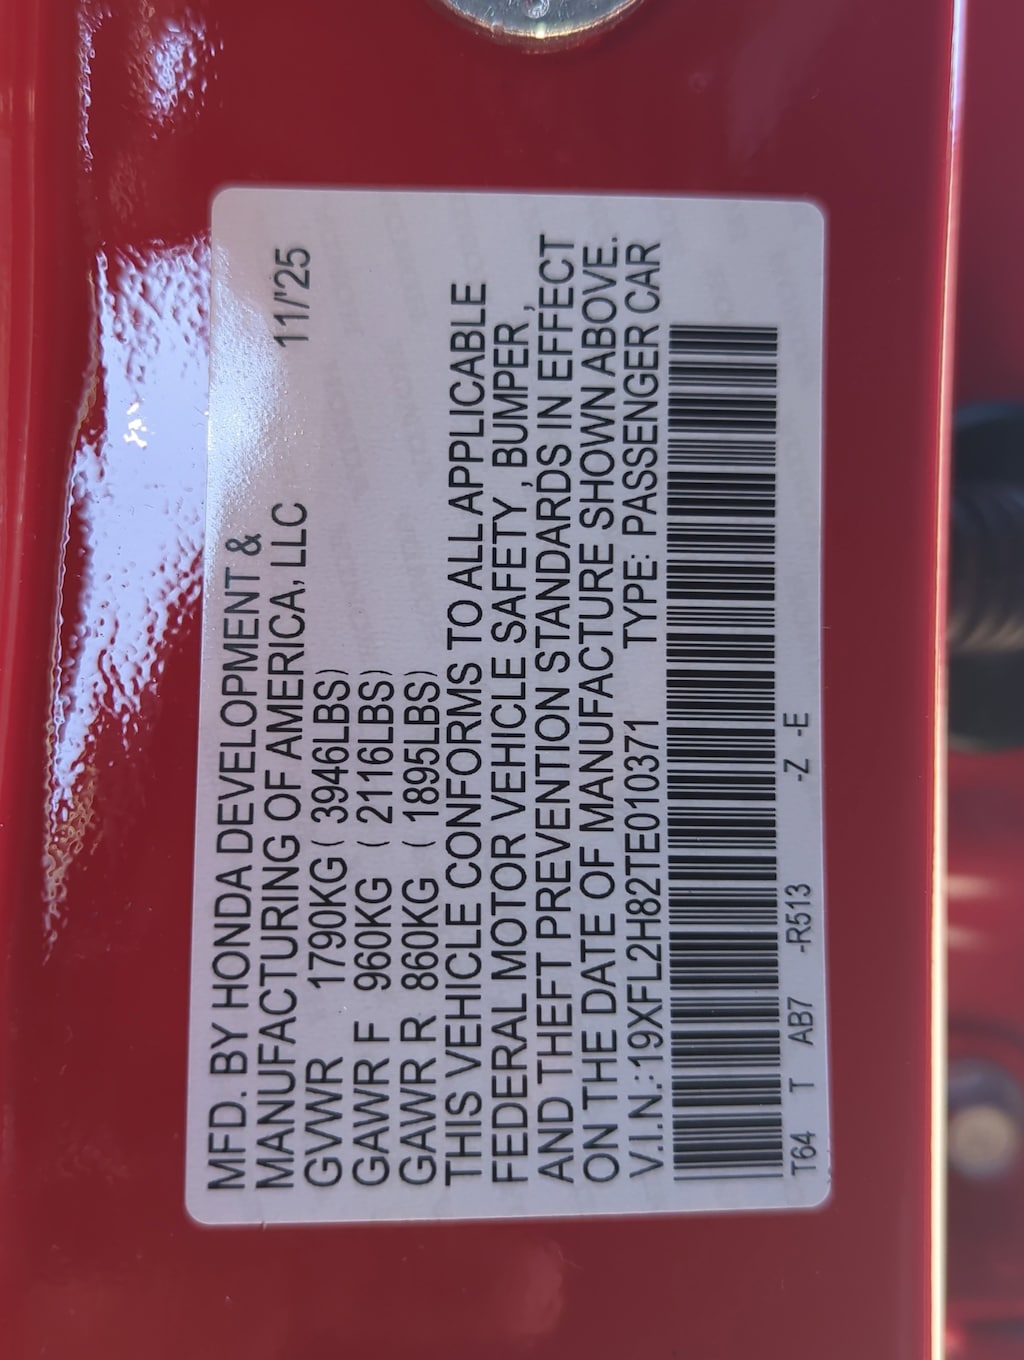 MFD. BY HONDA DEVELOPMENT &
MANUFACTURING OF AMERICA, LLC 11/'25
GVWR 1790KG ( 3946LBS)
GAWR F 960KG ( 2116LBS)
GAWR R 860KG ( 1895LBS)
THIS VEHICLE CONFORMS TO ALL APPLICABLE
FEDERAL MOTOR VEHICLE SAFETY, BUMPER,
AND THEFT PREVENTION STANDARDS IN EFFECT
ON THE DATE OF MANUFACTURE SHOWN ABOVE.
V.I.N.:19XFL2H82TE010371 TYPE: PASSENGER CAR
T64 T AB7 -R513 -Z -E